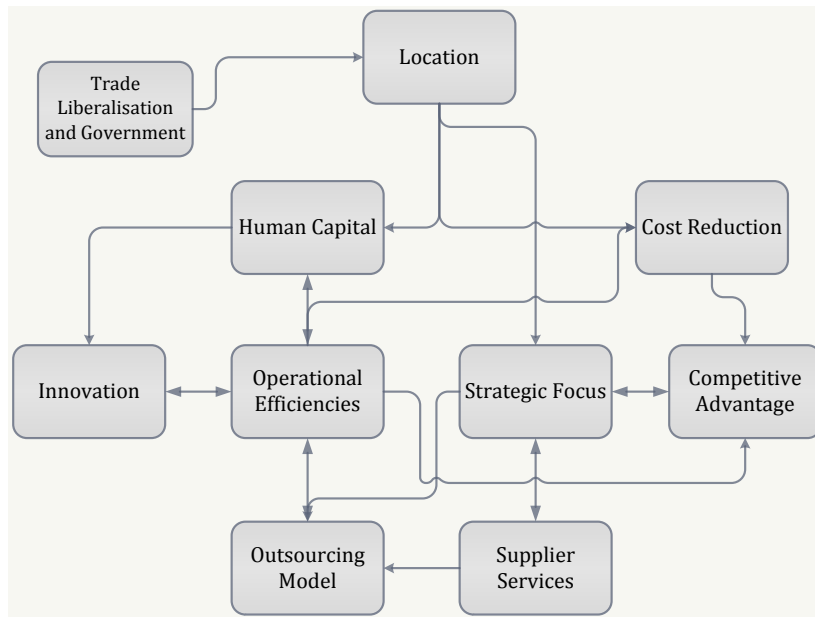 Location
Trade
Liberalisation
and Government
Human Capital
Cost Reduction
Innovation
Operational
Efficiencies
Strategic Focus
Competitive
Advantage
Outsourcing
Model
Supplier
Services